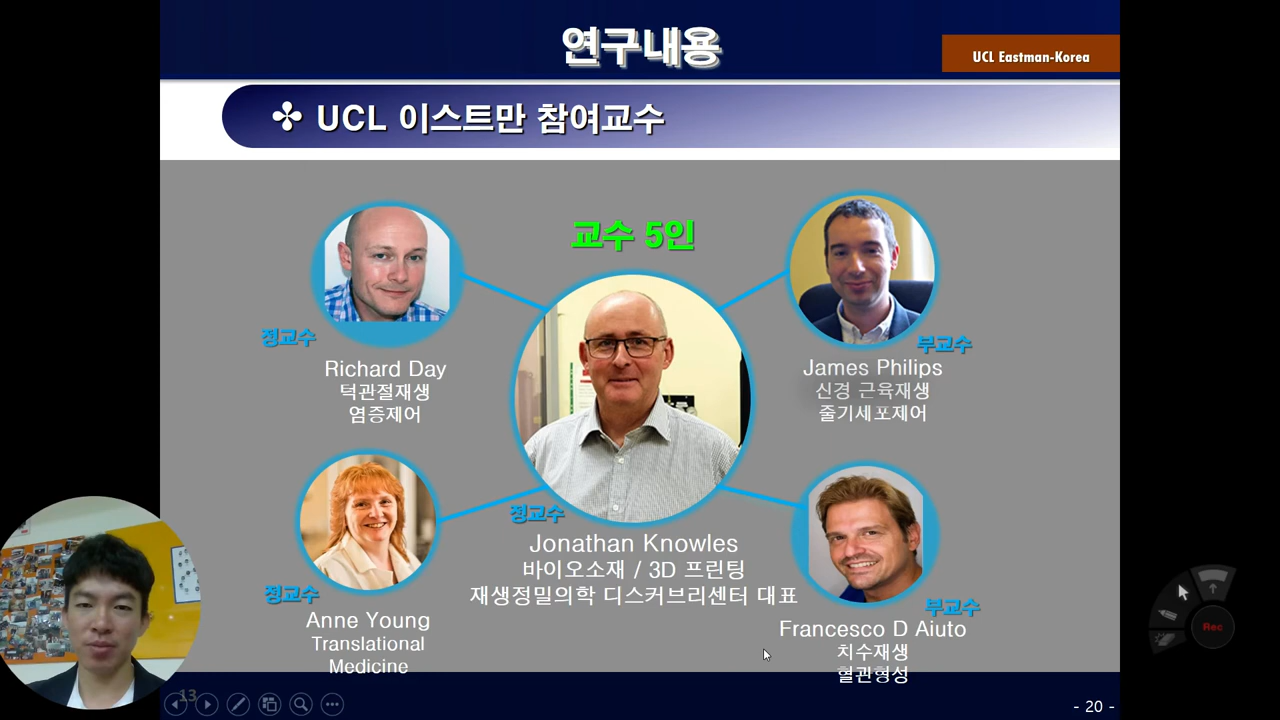 연구내용
UCL Eastman-Korea
✤ UCL 이스트만 참여교수
교수 5인
정교수
Richard Day
턱관절재생
염증제어
부교수
James Philips
신경 근육재생
줄기세포제어
정교수
Jonathan Knowles
바이오소재 / 3D 프린팅
재생정밀의학 디스커브리센터 대표
정교수
Anne Young
Translational
Medicine
부교수
Francesco D Aiuto
치수재생
혈관형성
13
- 20 -
Rec